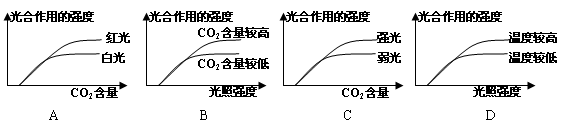 光合作用的强度
红光
白光
CO₂含量
A
光合作用的强度
CO₂含量较高
CO₂含量较低
光照强度
B
光合作用的强度
强光
弱光
CO₂含量
C
光合作用的强度
温度较高
温度较低
光照强度
D